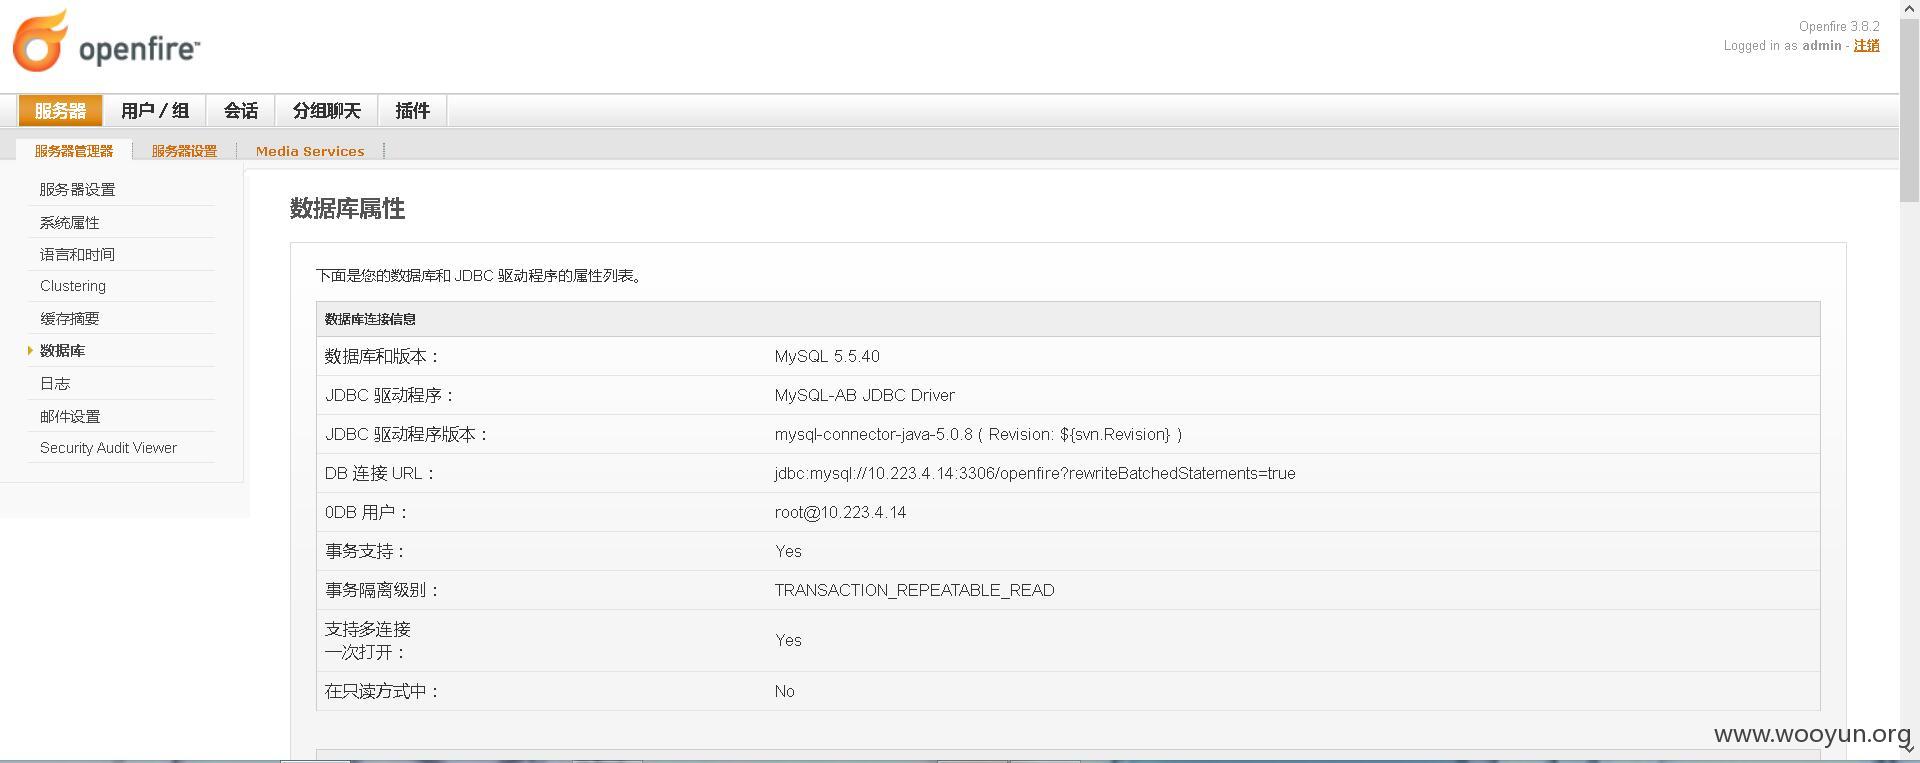 openfire™
Openfire 3.8.2
Logged in as admin - 注销
服务器
用户 / 组
会话
分组聊天
插件
服务器管理器
服务器设置
Media Services
服务器设置
系统属性
语言和时间
Clustering
缓存摘要
数据库
日志
邮件设置
Security Audit Viewer
数据库属性
下面是您的数据库和 JDBC 驱动程序的属性列表。
数据库连接信息
数据库和版本： MySQL 5.5.40
JDBC 驱动程序： MySQL-AB JDBC Driver
JDBC 驱动程序版本： mysql-connector-java-5.0.8 ( Revision: ${svn.Revision} )
DB 连接 URL： jdbc:mysql://10.223.4.14:3306/openfire?rewriteBatchedStatements=true
0DB 用户： root@10.223.4.14
事务支持： Yes
事务隔离级别： TRANSACTION_REPEATABLE_READ
支持多连接
一次打开： Yes
在只读方式中： No
www.wooyun.org